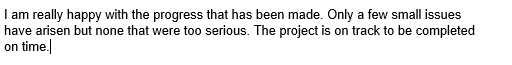 I am really happy with the progress that has been made. Only a few small issues
have arisen but none that were too serious. The project is on track to be completed
on time.